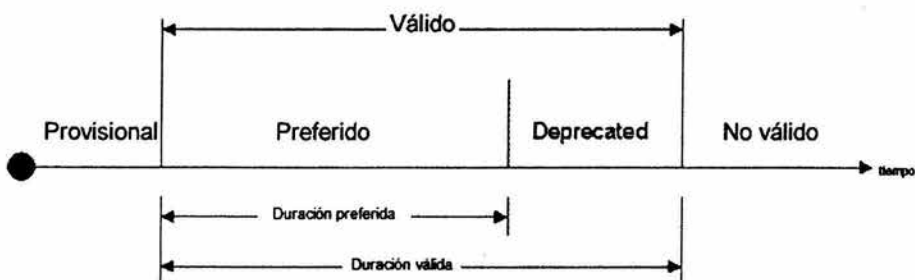 Válido
Provisional Preferido Deprecated No válido
tiempo
Duración preferida
Duración válida